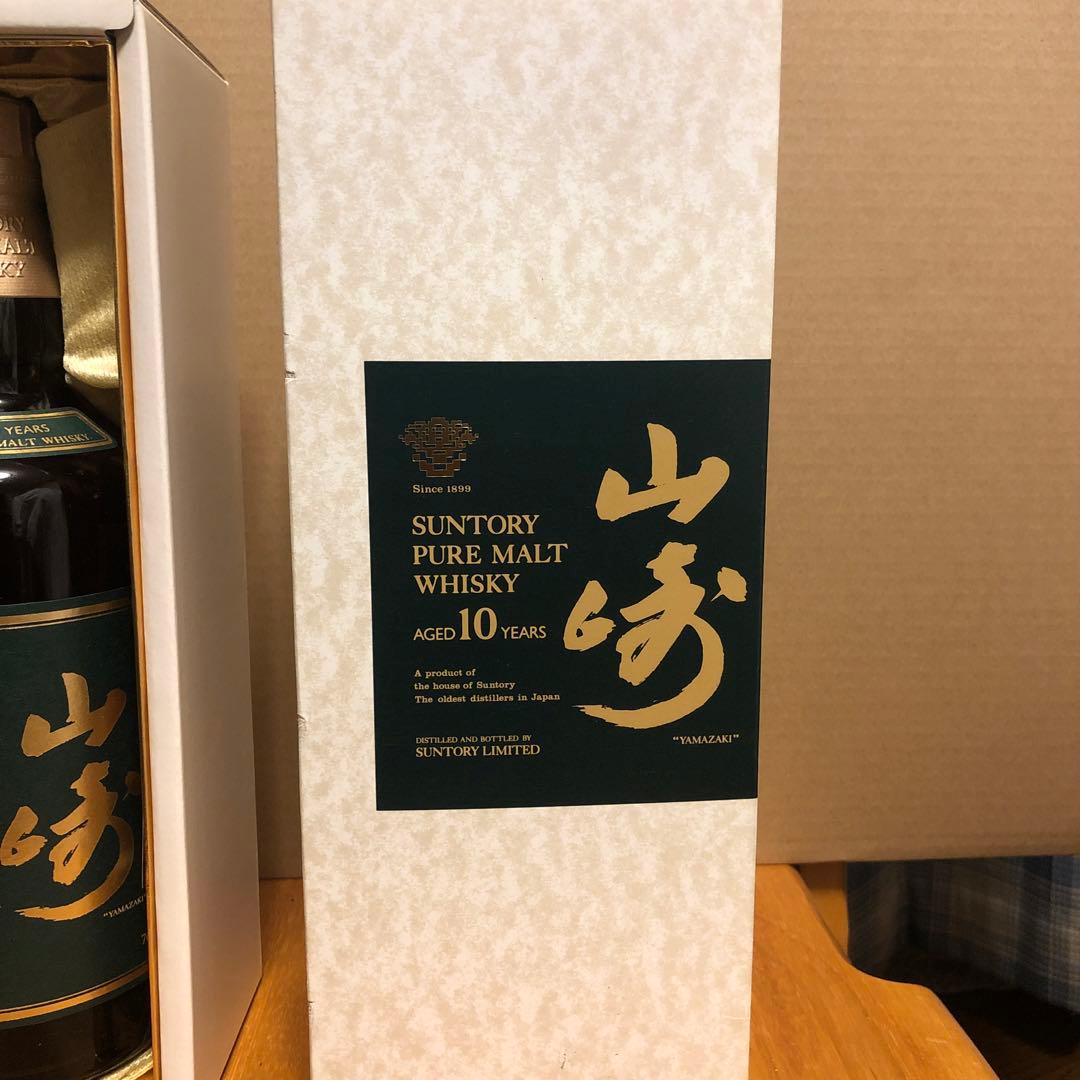 Since 1899
SUNTORY
PURE MALT
WHISKY
AGED 10 YEARS
A product of
the house of Suntory
The oldest distillers in Japan
DISTILLED AND BOTTLED BY
SUNTORY LIMITED
山崎
"YAMAZAKI"
YEARS
MALT WHISKY
山崎
"YAMAZAKI"